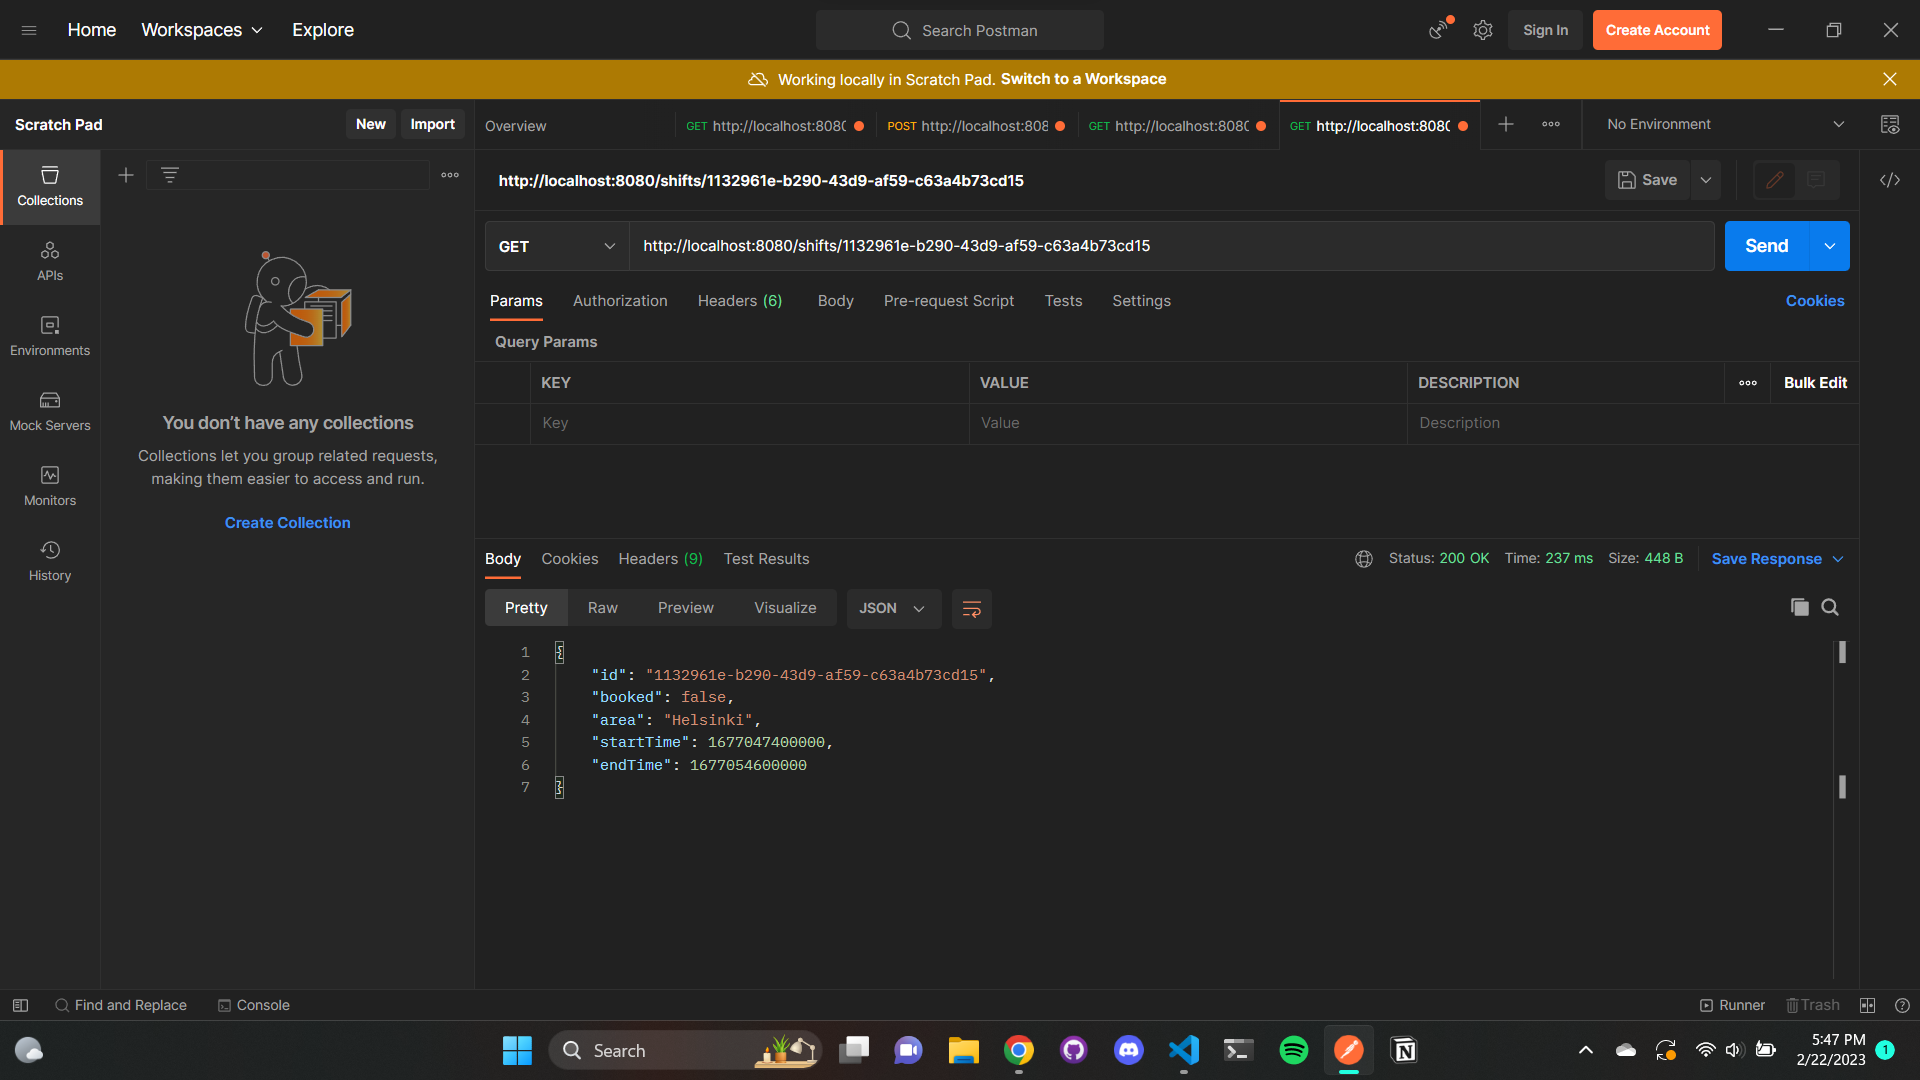 Home Workspaces Explore
Search Postman
Sign In Create Account
Working locally in Scratch Pad. Switch to a Workspace
Scratch Pad New Import
Overview GET http://localhost:8080 POST http://localhost:808 GET http://localhost:8080 GET http://localhost:8080 No Environment
Collections
APIs
Environments
Mock Servers
Monitors
History
You don’t have any collections
Collections let you group related requests,
making them easier to access and run.
Create Collection
http://localhost:8080/shifts/1132961e-b290-43d9-af59-c63a4b73cd15 Save
GET http://localhost:8080/shifts/1132961e-b290-43d9-af59-c63a4b73cd15 Send
Params Authorization Headers (6) Body Pre-request Script Tests Settings Cookies
Query Params
KEY VALUE DESCRIPTION Bulk Edit
Key Value Description
Body Cookies Headers (9) Test Results Status: 200 OK Time: 237 ms Size: 448 B Save Response
Pretty Raw Preview Visualize JSON
1 {
2 "id": "1132961e-b290-43d9-af59-c63a4b73cd15",
3 "booked": false,
4 "area": "Helsinki",
5 "startTime": 1677047400000,
6 "endTime": 1677054600000
7 }
Find and Replace Console Runner Trash
Search
5:47 PM
2/22/2023 1